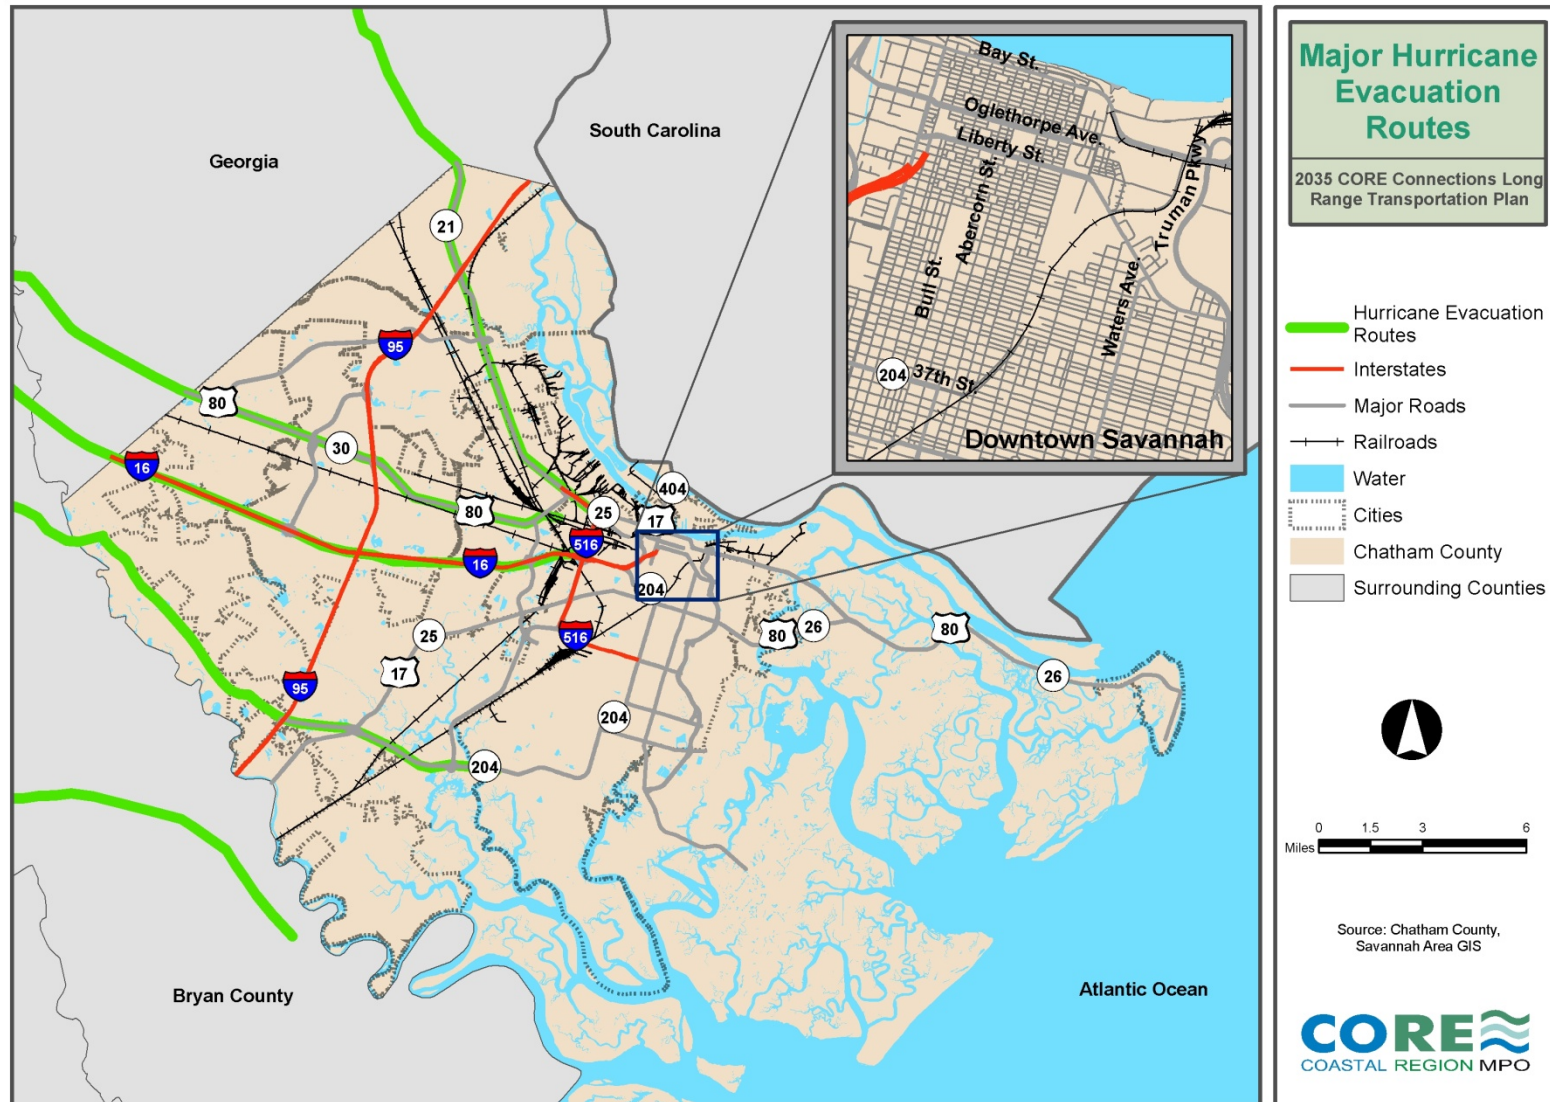 Major Hurricane
Evacuation
Routes
2035 CORE Connections Long
Range Transportation Plan
Hurricane Evacuation
Routes
Interstates
Major Roads
Railroads
Water
Cities
Chatham County
Surrounding Counties
0 1.5 3 6
Miles
Source: Chatham County,
Savannah Area GIS
CORE
COASTAL REGION MPO
South Carolina
Georgia
21
95
80
30
16
80
404
25
17
516
16
204
25
516
80
26
80
26
17
95
204
204
Bryan County
Atlantic Ocean
Bay St.
Oglethorpe Ave.
Liberty St.
Abercorn St.
Truman Pkwy
Bull St.
Waters Ave.
204
37th St.
Downtown Savannah